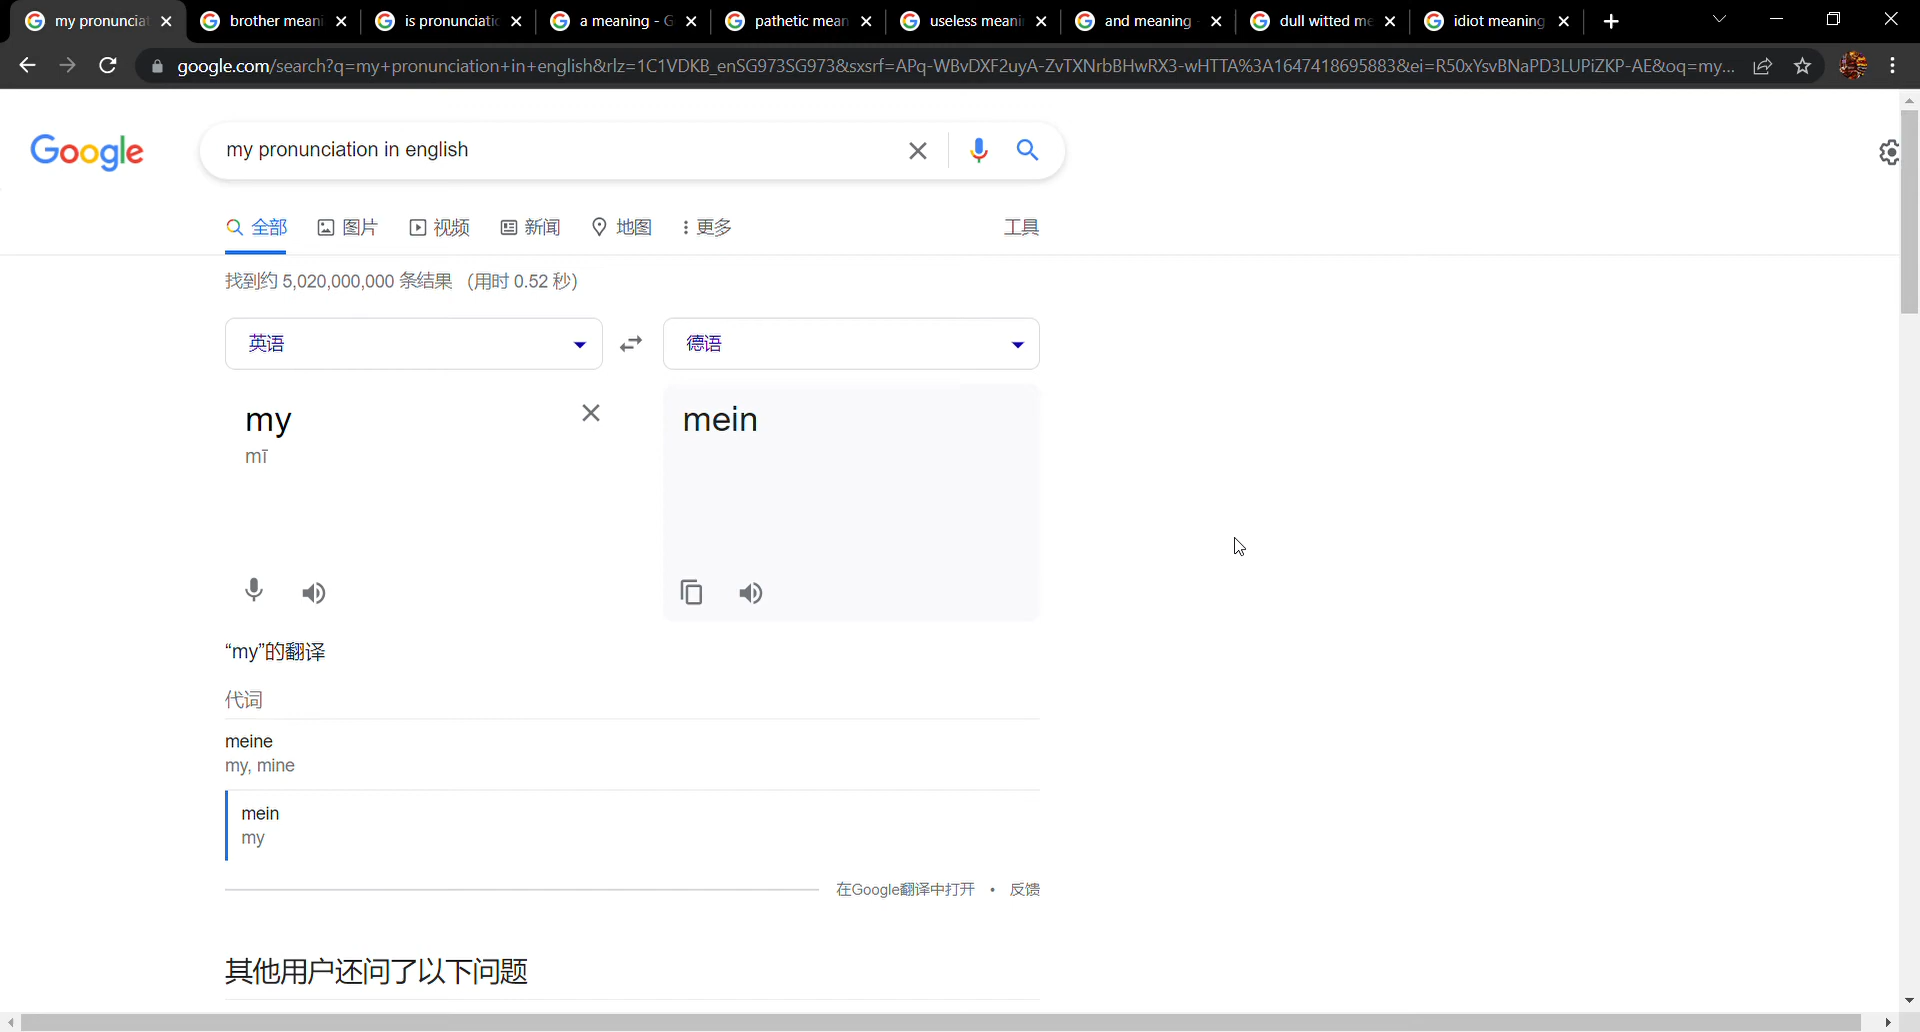 my pronunciat
brother meani
is pronunciatio
a meaning - G
pathetic mean
useless meanin
and meaning
dull witted me
idiot meaning
google.com/search?q=my+pronunciation+in+english&rlz=1C1VDKB_enSG973SG973&sxsrf=APq-WBvDXF2uyA-ZvTXNrbBHwRX3-wHTTA%3A1647418695883&ei=R50xYsvBNaPD3LUPiZKP-AE&oq=my...
Google
my pronunciation in english
全部
图片
视频
新闻
地图
更多
工具
找到约 5,020,000,000 条结果 （用时 0.52 秒）
英语
德语
my
mein
mī
“my”的翻译
代词
meine
my, mine
mein
my
在Google翻译中打开 • 反馈
其他用户还问了以下问题